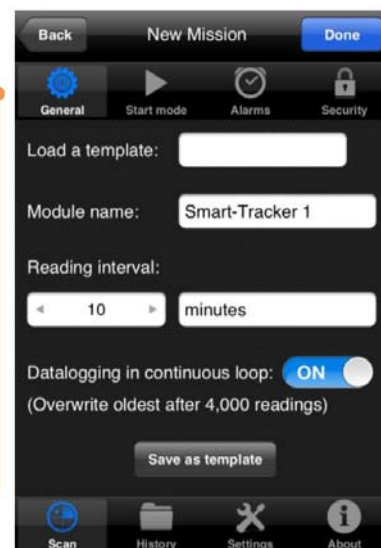 Back New Mission Done
General Start mode Alarms Security
Load a template:
Module name: Smart-Tracker 1
Reading interval:
10 minutes
Datalogging in continuous loop: ON
(Overwrite oldest after 4,000 readings)
Save as template
Scan History Settings About